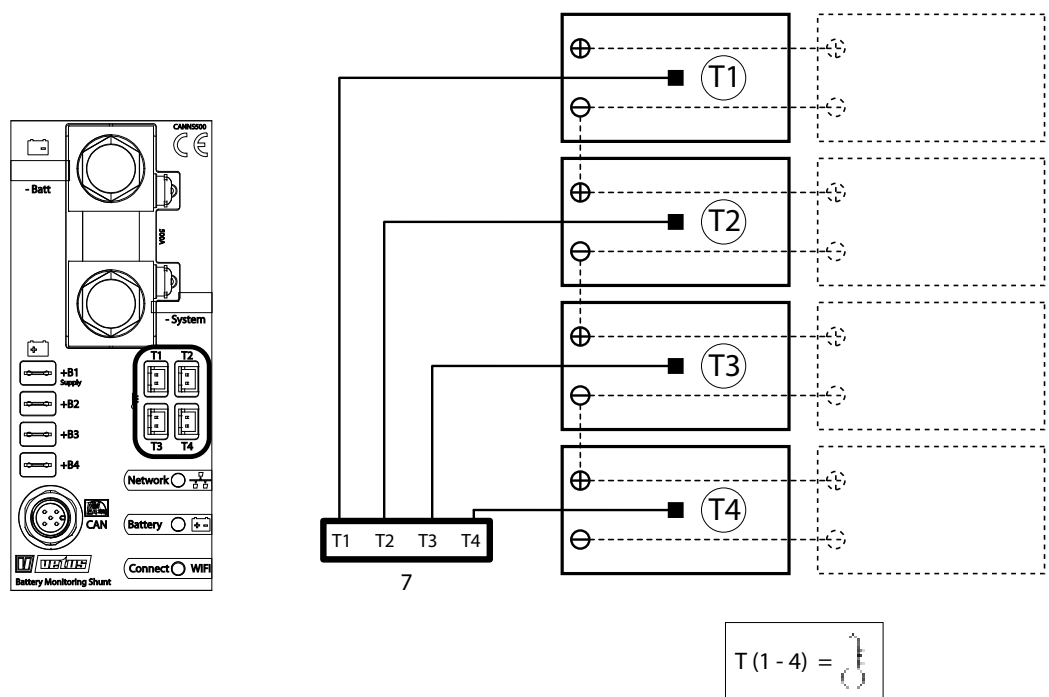 CANNS500
CE
- Batt
500A
- System
T1 T2
+B1
Supply
+B2
+B3
+B4
T3 T4
Network
CAN
Battery
vetus
Connect WIFI
Battery Monitoring Shunt
T1
T2
T3
T4
T1 T2 T3 T4
7
T (1 - 4) =